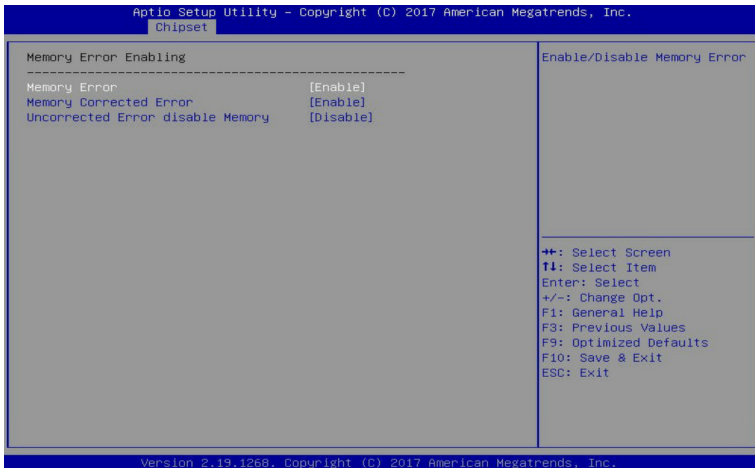 Aptio Setup Utility - Copyright (C) 2017 American Megatrends, Inc.
Chipset
Memory Error Enabling
--------------------------------------------------
Memory Error [Enable]
Memory Corrected Error [Enable]
Uncorrected Error disable Memory [Disable]
Enable/Disable Memory Error
→←: Select Screen
↑↓: Select Item
Enter: Select
+/-: Change Opt.
F1: General Help
F3: Previous Values
F9: Optimized Defaults
F10: Save & Exit
ESC: Exit
Version 2.19.1268. Copyright (C) 2017 American Megatrends, Inc.